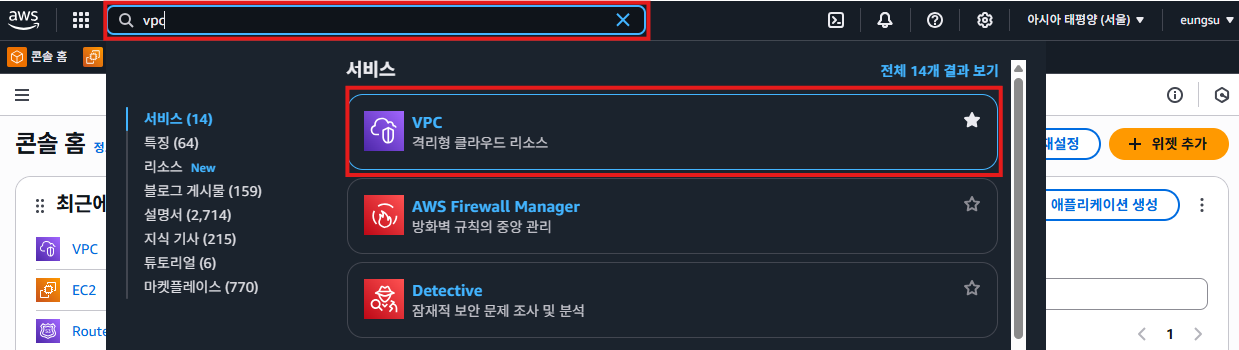 aws
vpc
아시아 태평양 (서울)
eungsu
콘솔 홈
서비스
전체 14개 결과 보기
서비스 (14)
특징 (64)
리소스 New
블로그 게시물 (159)
설명서 (2,714)
지식 기사 (215)
튜토리얼 (6)
마켓플레이스 (770)
VPC
격리형 클라우드 리소스
AWS Firewall Manager
방화벽 규칙의 중앙 관리
Detective
잠재적 보안 문제 조사 및 분석
콘솔 홈
최근에
VPC
EC2
Route
재설정
위젯 추가
애플리케이션 생성
1